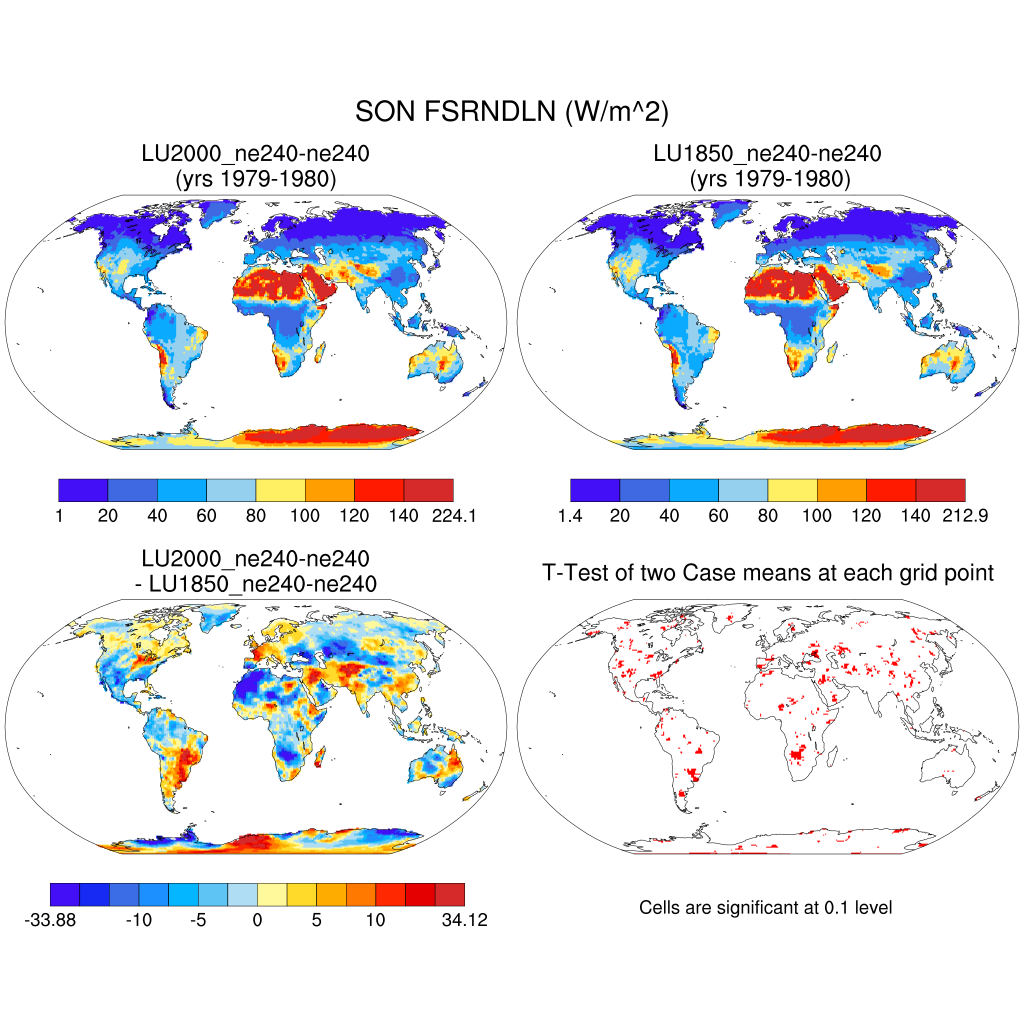 SON FSRNDLN (W/m^2)
LU2000_ne240-ne240
(yrs 1979-1980)
LU1850_ne240-ne240
(yrs 1979-1980)
1 20 40 60 80 100 120 140 224.1
1.4 20 40 60 80 100 120 140 212.9
LU2000_ne240-ne240
- LU1850_ne240-ne240
T-Test of two Case means at each grid point
-33.88 -10 -5 0 5 10 34.12
Cells are significant at 0.1 level